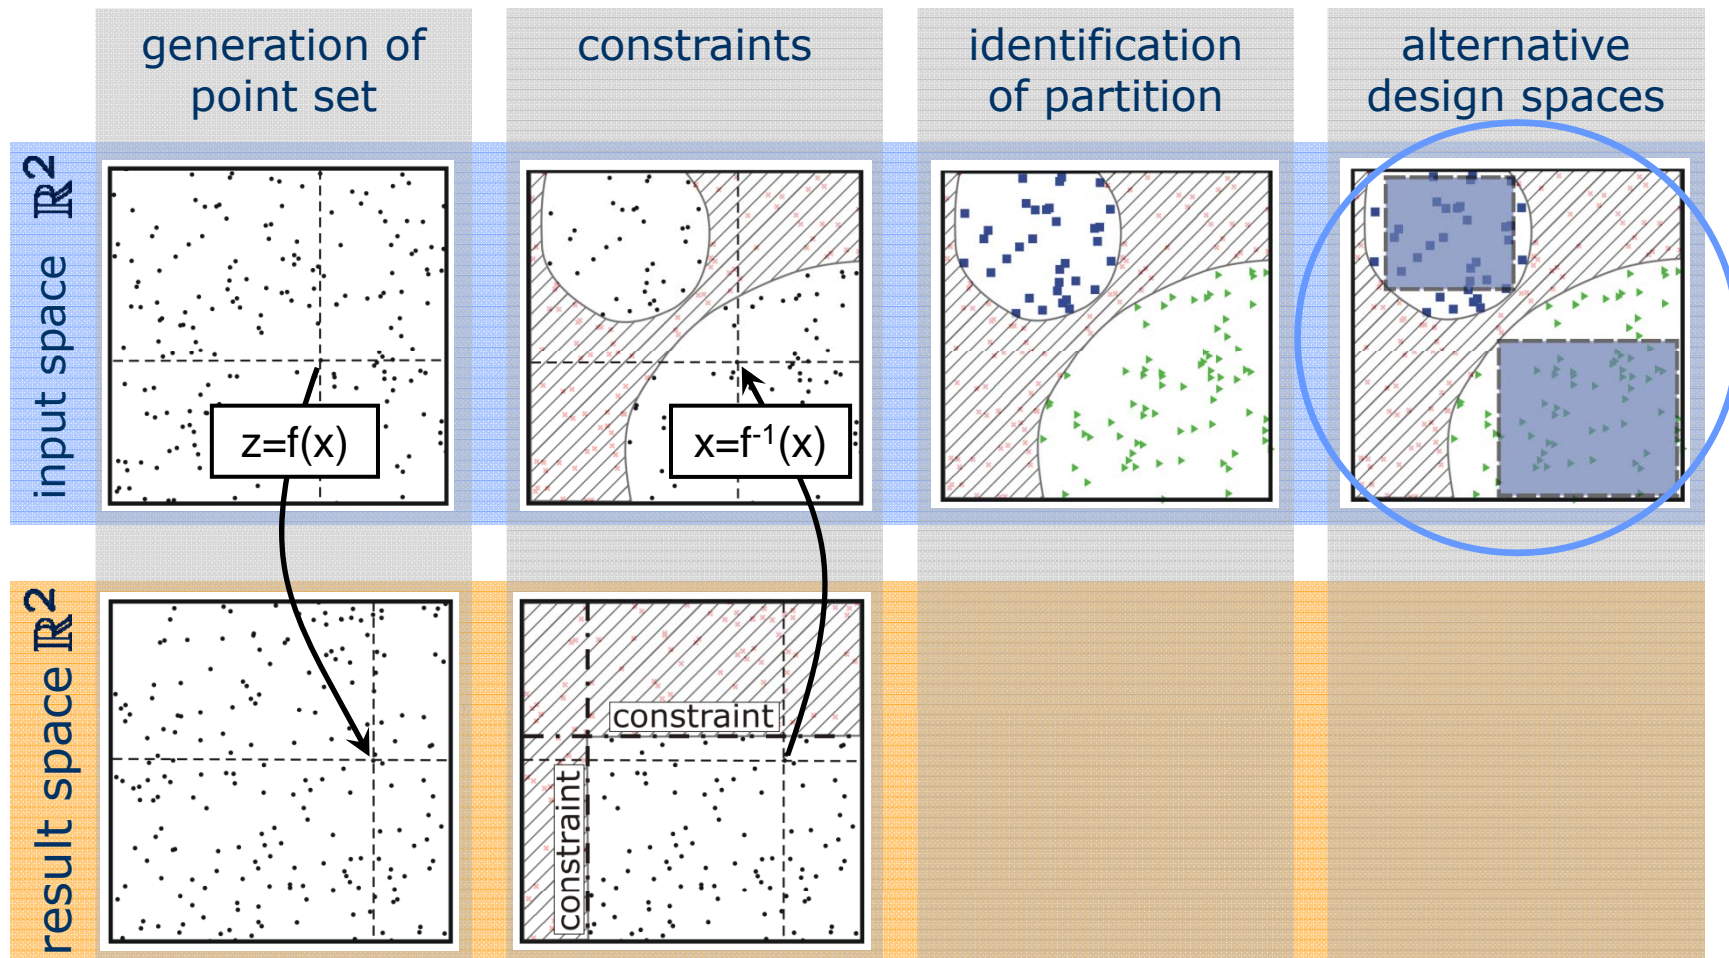 generation of
point set
constraints
identification
of partition
alternative
design spaces
input space ℝ²
z=f(x)
x=f⁻¹(x)
result space ℝ²
constraint
constraint